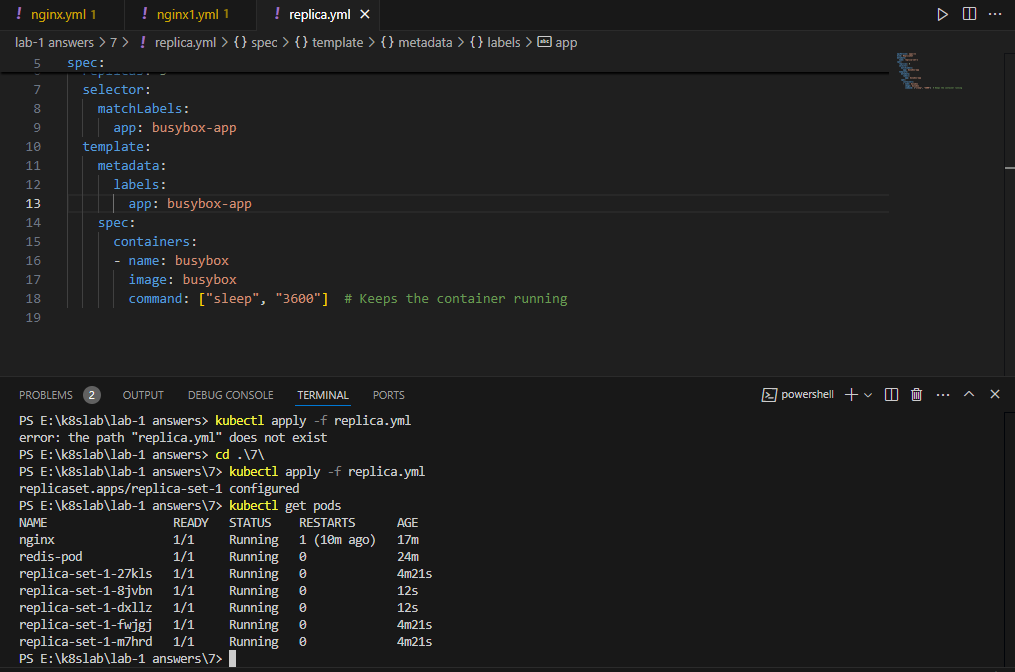 ! nginx.yml 1 ! nginx1.yml 1 ! replica.yml
lab-1 answers > 7 > ! replica.yml > {} spec > {} template > {} metadata > {} labels > abc app
5 spec:
7 selector:
8 matchLabels:
9 app: busybox-app
10 template:
11 metadata:
12 labels:
13 app: busybox-app
14 spec:
15 containers:
16 - name: busybox
17 image: busybox
18 command: ["sleep", "3600"]  # Keeps the container running
19
PROBLEMS 2 OUTPUT DEBUG CONSOLE TERMINAL PORTS powershell
PS E:\k8slab\lab-1 answers> kubectl apply -f replica.yml
error: the path "replica.yml" does not exist
PS E:\k8slab\lab-1 answers> cd .\7\
PS E:\k8slab\lab-1 answers\7> kubectl apply -f replica.yml
replicaset.apps/replica-set-1 configured
PS E:\k8slab\lab-1 answers\7> kubectl get pods
NAME READY STATUS RESTARTS AGE
nginx 1/1 Running 1 (10m ago) 17m
redis-pod 1/1 Running 0 24m
replica-set-1-27kls 1/1 Running 0 4m21s
replica-set-1-8jvbn 1/1 Running 0 12s
replica-set-1-dxllz 1/1 Running 0 12s
replica-set-1-fwjgj 1/1 Running 0 4m21s
replica-set-1-m7hrd 1/1 Running 0 4m21s
PS E:\k8slab\lab-1 answers\7>